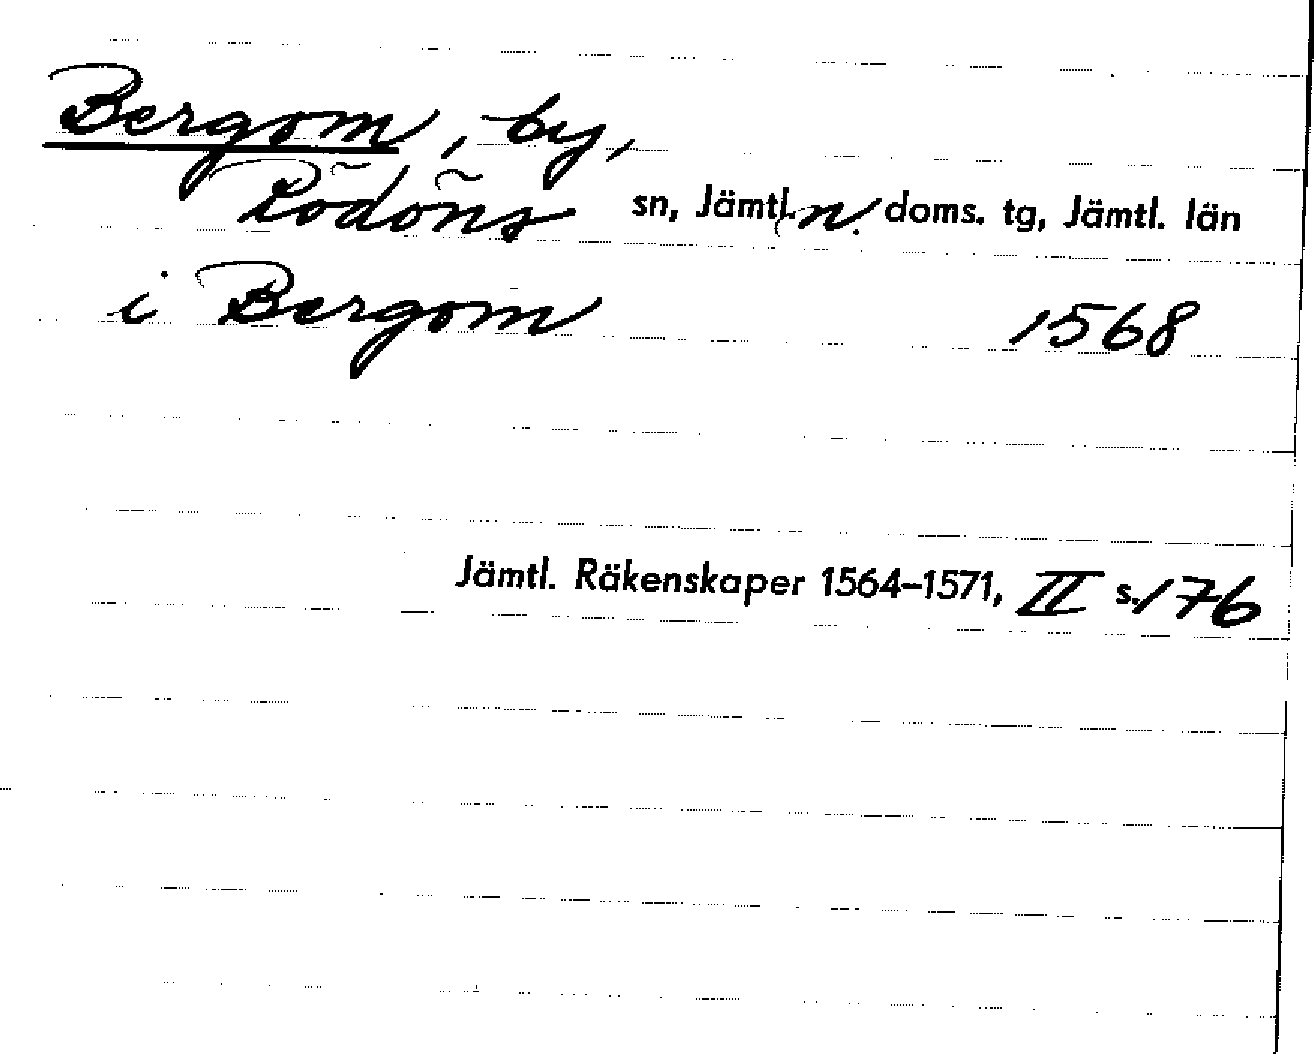 Bergom, by,
Rödöns sn, Jämtl. n. doms. tg, Jämtl. län
i Bergom 1568
Jämtl. Räkenskaper 1564–1571, II s. 176